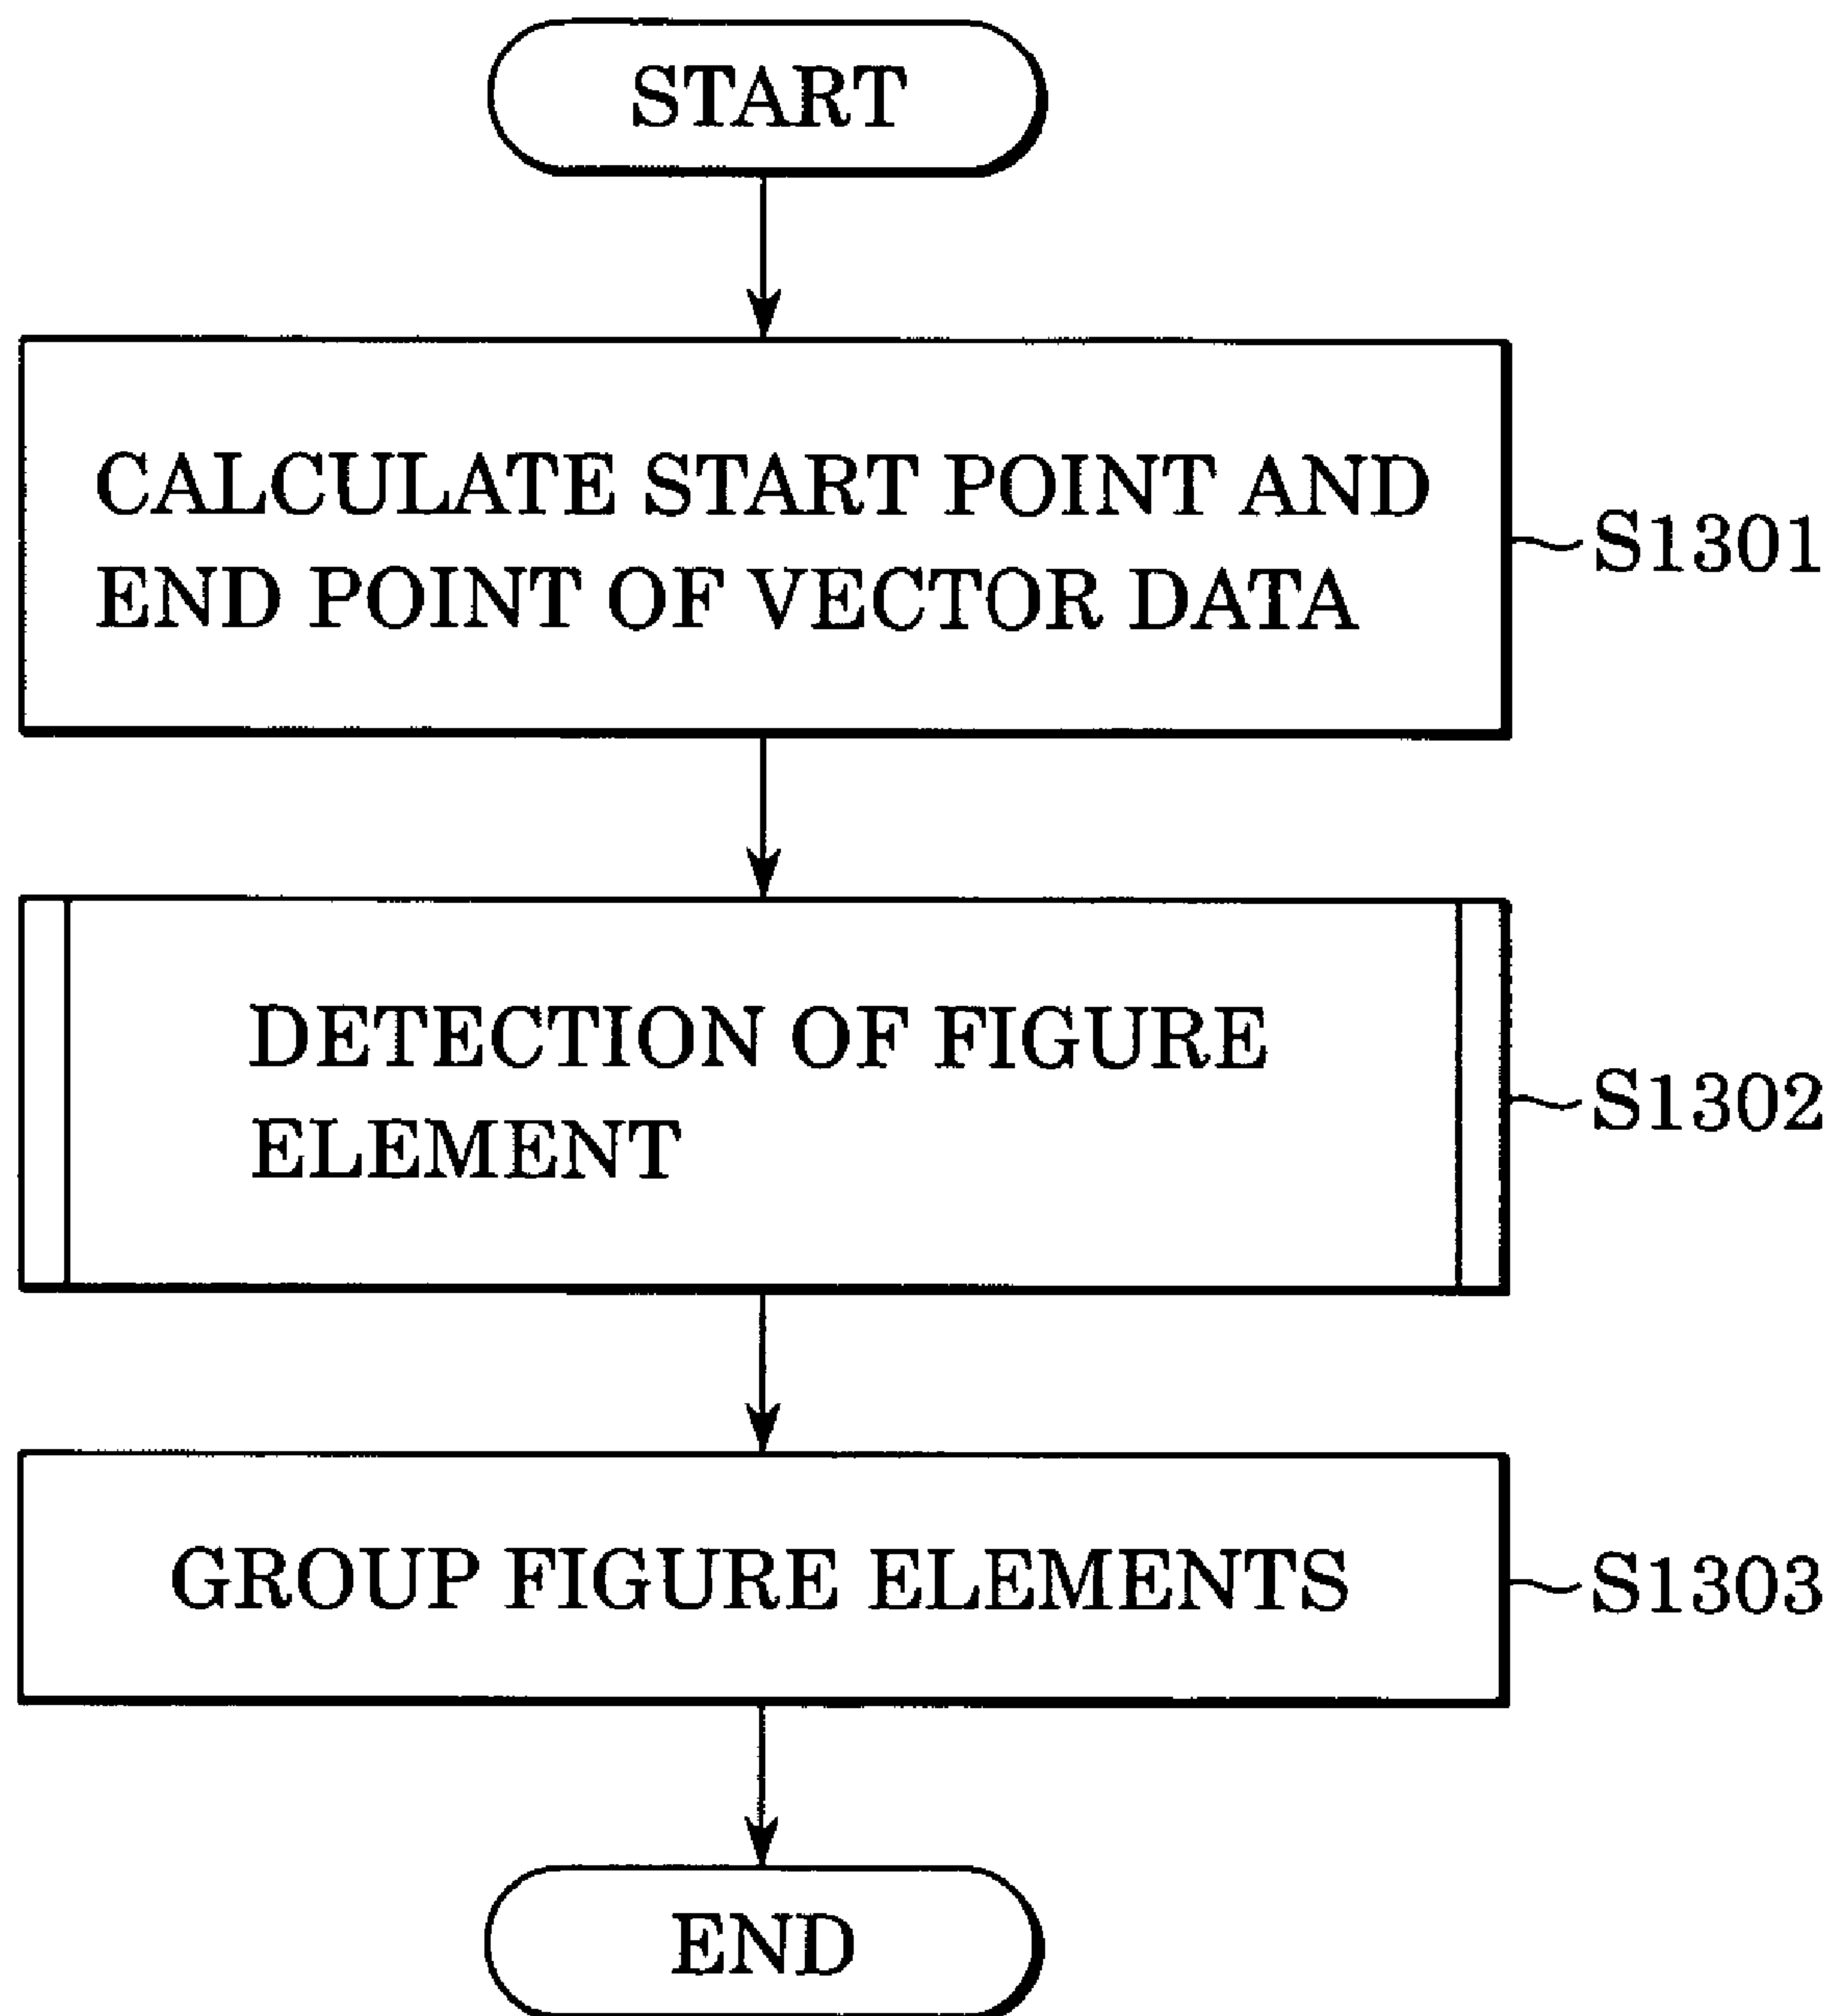 START
CALCULATE START POINT AND
END POINT OF VECTOR DATA
S1301
DETECTION OF FIGURE
ELEMENT
S1302
GROUP FIGURE ELEMENTS
S1303
END